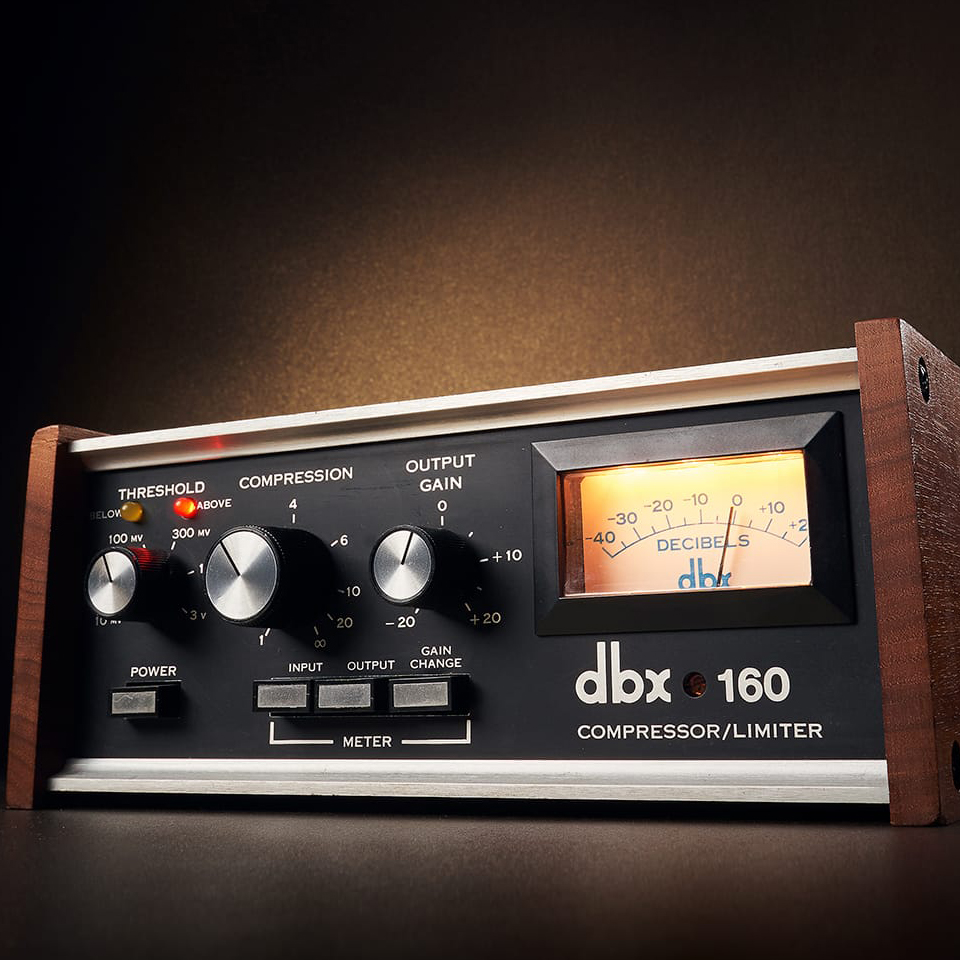 THRESHOLD
BELOW
ABOVE
100 MV
300 MV
1
3 V
10 MV
COMPRESSION
4
6
10
20
∞
1
OUTPUT
GAIN
0
+10
+20
-20
-40
-30
-20
-10
0
+10
DECIBELS
dbx
POWER
INPUT
OUTPUT
GAIN
CHANGE
METER
dbx 160
COMPRESSOR/LIMITER